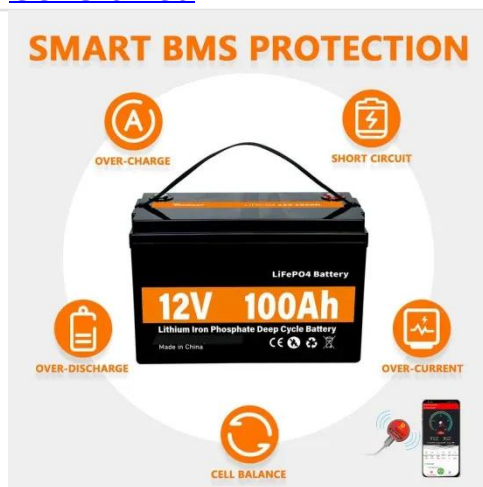 SMART BMS PROTECTION
OVER-CHARGE
SHORT CIRCUIT
LiFePO4 Battery
12V 100Ah
Lithium Iron Phosphate Deep Cycle Battery
Made in China
CE
OVER-DISCHARGE
OVER-CURRENT
CELL BALANCE